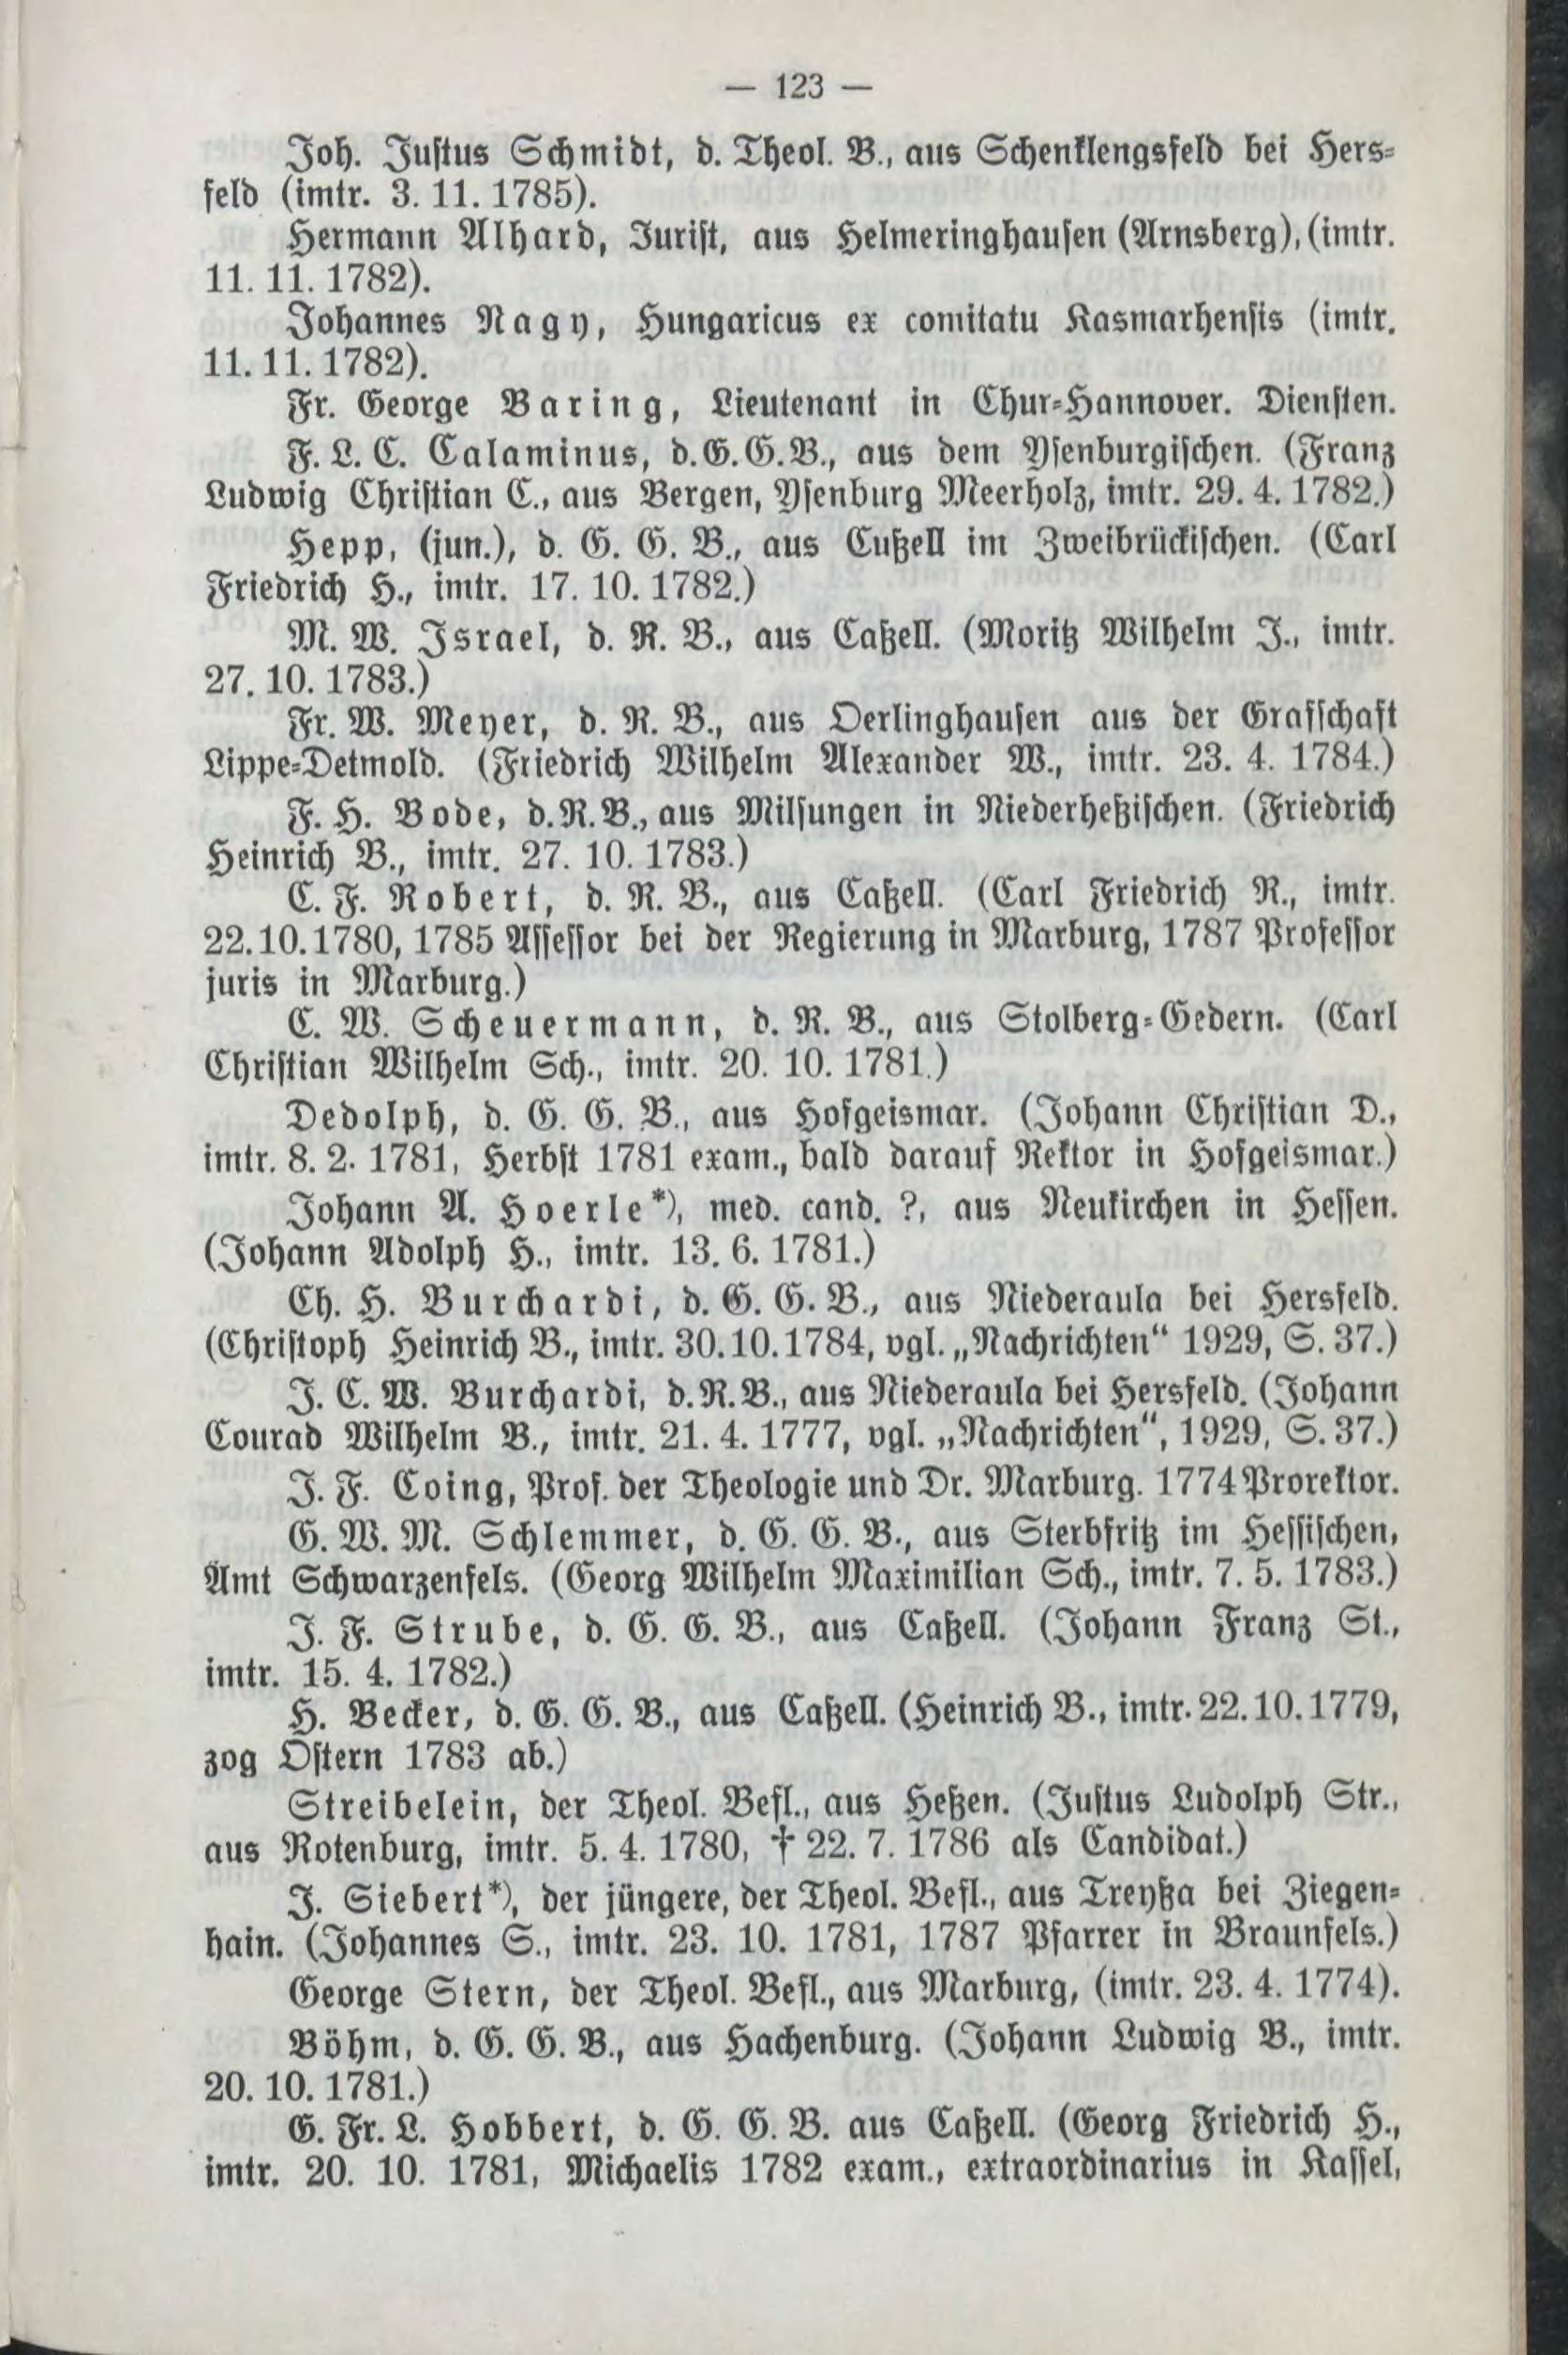 — 123 —
Joh. Justus Schmidt, d. Theol. B., aus Schenklengsfeld bei Hers-
feld (imtr. 3. 11. 1785).
Hermann Alhard, Jurist, aus Helmeringhausen (Arnsberg), (imtr.
11. 11. 1782).
Johannes Nagy, Hungaricus ex comitatu Kasmarhensis (imtr.
11. 11. 1782).
Fr. George Baring, Lieutenant in Chur-Hannover. Diensten.
F. L. C. Calaminus, d. G. G. B., aus dem Ysenburgischen. (Franz
Ludwig Christian C., aus Bergen, Ysenburg Meerholz, imtr. 29. 4. 1782.)
Hepp, (jun.), d. G. G. B., aus Cußell im Zweibrückischen. (Carl
Friedrich H., imtr. 17. 10. 1782.)
M. W. Israel, d. R. B., aus Caßell. (Moritz Wilhelm J., imtr.
27. 10. 1783.)
Fr. W. Meyer, d. R. B., aus Oerlinghausen aus der Grafschaft
Lippe-Detmold. (Friedrich Wilhelm Alexander W., imtr. 23. 4. 1784.)
F. H. Bode, d. R. B., aus Milsungen in Niederheßischen. (Friedrich
Heinrich B., imtr. 27. 10. 1783.)
C. F. Robert, d. R. B., aus Caßell. (Carl Friedrich R., imtr.
22. 10. 1780, 1785 Assessor bei der Regierung in Marburg, 1787 Professor
juris in Marburg.)
C. W. Scheuermann, d. R. B., aus Stolberg-Gedern. (Carl
Christian Wilhelm Sch., imtr. 20. 10. 1781.)
Dedolph, d. G. G. B., aus Hofgeismar. (Johann Christian D.,
imtr. 8. 2. 1781, Herbst 1781 exam., bald darauf Rektor in Hofgeismar.)
Johann A. Hoerle*), med. cand. ?, aus Neukirchen in Hessen.
(Johann Adolph H., imtr. 13. 6. 1781.)
Ch. H. Burchardi, d. G. G. B., aus Niederaula bei Hersfeld.
(Christoph Heinrich B., imtr. 30. 10. 1784, vgl. „Nachrichten“ 1929, S. 37.)
J. C. W. Burchardi, d. R. B., aus Niederaula bei Hersfeld. (Johann
Courad Wilhelm B., imtr. 21. 4. 1777, vgl. „Nachrichten“, 1929, S. 37.)
J. F. Coing, Prof. der Theologie und Dr. Marburg. 1774 Prorektor.
G. W. M. Schlemmer, d. G. G. B., aus Sterbfritz im Hessischen,
Amt Schwarzenfels. (Georg Wilhelm Maximilian Sch., imtr. 7. 5. 1783.)
J. F. Strube, d. G. G. B., aus Caßell. (Johann Franz St.,
imtr. 15. 4. 1782.)
H. Becker, d. G. G. B., aus Caßell. (Heinrich B., imtr. 22. 10. 1779,
zog Ostern 1783 ab.)
Streibelein, der Theol. Befl., aus Heßen. (Justus Ludolph Str.,
aus Rotenburg, imtr. 5. 4. 1780, † 22. 7. 1786 als Candidat.)
J. Siebert*), der jüngere, der Theol. Befl., aus Treyßa bei Ziegen-
hain. (Johannes S., imtr. 23. 10. 1781, 1787 Pfarrer in Braunfels.)
George Stern, der Theol. Befl., aus Marburg, (imtr. 23. 4. 1774).
Böhm, d. G. G. B., aus Hachenburg. (Johann Ludwig B., imtr.
20. 10. 1781.)
G. Fr. L. Hobbert, d. G. G. B. aus Caßell. (Georg Friedrich H.,
imtr. 20. 10. 1781, Michaelis 1782 exam., extraordinarius in Kassel,